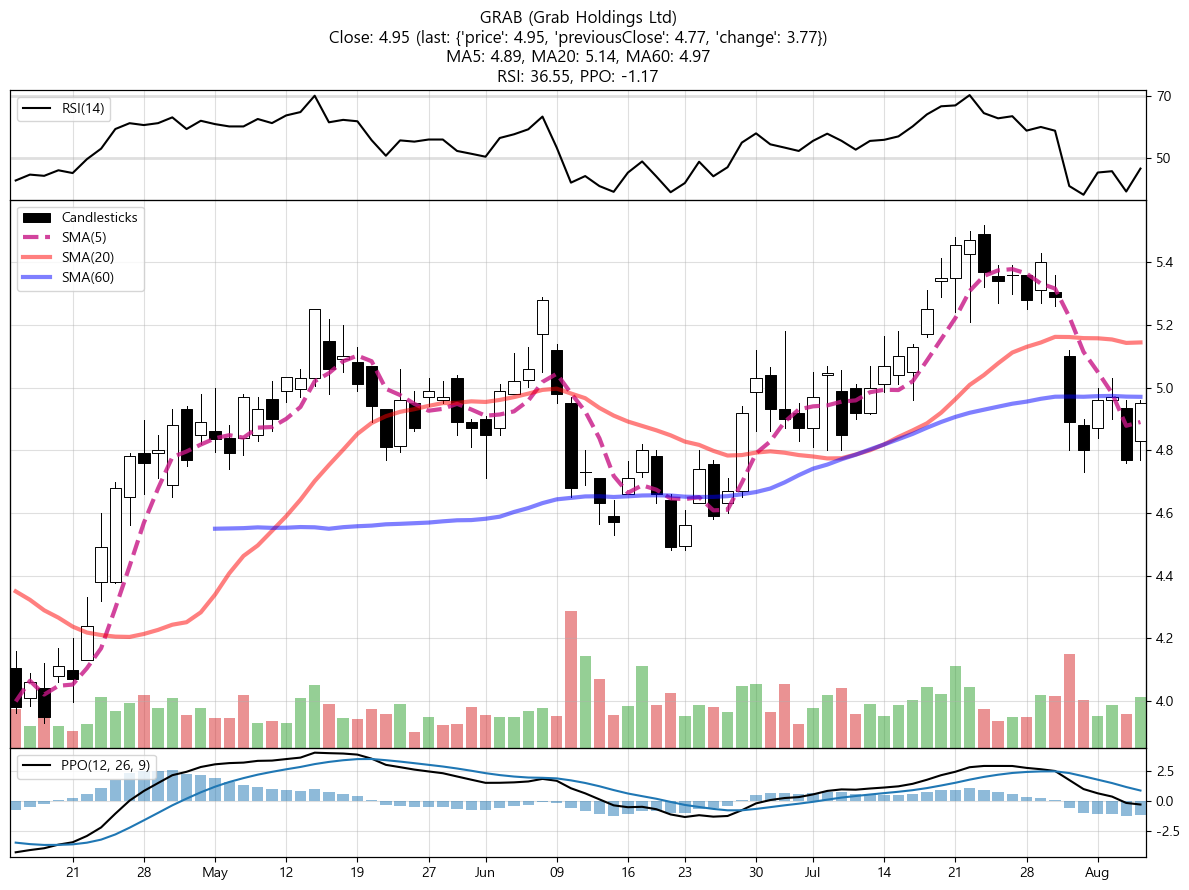 GRAB (Grab Holdings Ltd)
Close: 4.95 (last: {'price': 4.95, 'previousClose': 4.77, 'change': 3.77})
MA5: 4.89, MA20: 5.14, MA60: 4.97
RSI: 36.55, PPO: -1.17
RSI(14)
70
50
Candlesticks
SMA(5)
SMA(20)
SMA(60)
5.4
5.2
5.0
4.8
4.6
4.4
4.2
4.0
PPO(12, 26, 9)
2.5
0.0
−2.5
21 28 May 12 19 27 Jun 09 16 23 30 Jul 14 21 28 Aug